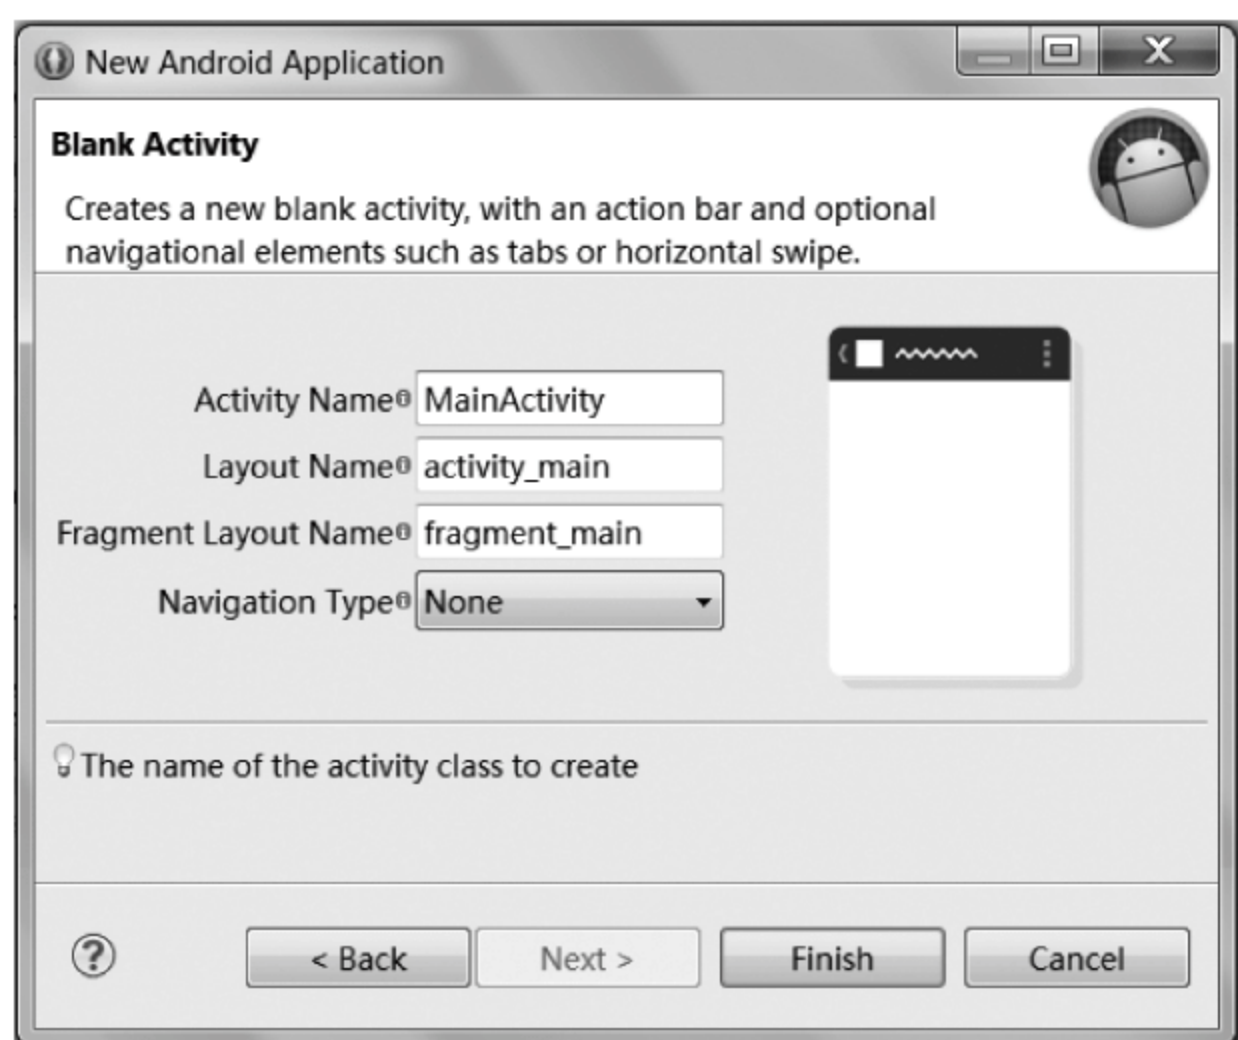 New Android Application
Blank Activity
Creates a new blank activity, with an action bar and optional
navigational elements such as tabs or horizontal swipe.
Activity Name MainActivity
Layout Name activity_main
Fragment Layout Name fragment_main
Navigation Type None
The name of the activity class to create
? < Back Next > Finish Cancel